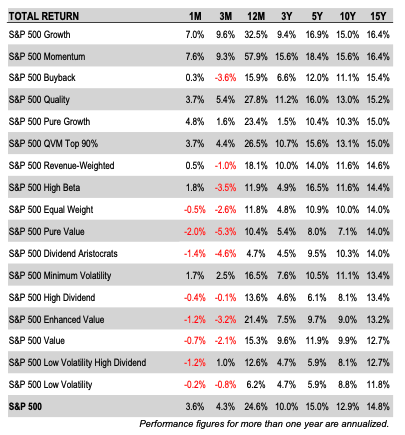 TOTAL RETURN 1M 3M 12M 3Y 5Y 10Y 15Y
S&P 500 Growth 7.0% 9.6% 32.5% 9.4% 16.9% 15.0% 16.4%
S&P 500 Momentum 7.6% 9.3% 57.9% 15.6% 18.4% 15.6% 16.4%
S&P 500 Buyback 0.3% -3.6% 15.9% 6.6% 12.0% 11.1% 15.4%
S&P 500 Quality 3.7% 5.4% 27.8% 11.2% 16.0% 13.0% 15.2%
S&P 500 Pure Growth 4.8% 1.6% 23.4% 1.5% 10.4% 10.3% 15.0%
S&P 500 QVM Top 90% 3.7% 4.4% 26.5% 10.7% 15.6% 13.1% 15.0%
S&P 500 Revenue-Weighted 0.5% -1.0% 18.1% 10.0% 14.0% 11.6% 14.6%
S&P 500 High Beta 1.8% -3.5% 11.9% 4.9% 16.5% 11.6% 14.4%
S&P 500 Equal Weight -0.5% -2.6% 11.8% 4.8% 10.9% 10.0% 14.0%
S&P 500 Pure Value -2.0% -5.3% 10.4% 5.4% 8.0% 7.1% 14.0%
S&P 500 Dividend Aristocrats -1.4% -4.6% 4.7% 4.5% 9.5% 10.3% 14.0%
S&P 500 Minimum Volatility 1.7% 2.5% 16.5% 7.6% 10.5% 11.1% 13.4%
S&P 500 High Dividend -0.4% -0.1% 13.6% 4.6% 6.1% 8.1% 13.4%
S&P 500 Enhanced Value -1.2% -3.2% 21.4% 7.5% 9.7% 9.0% 13.2%
S&P 500 Value -0.7% -2.1% 15.3% 9.6% 11.9% 9.9% 12.7%
S&P 500 Low Volatility High Dividend -1.2% 1.0% 12.6% 4.7% 5.9% 8.1% 12.7%
S&P 500 Low Volatility -0.2% -0.8% 6.2% 4.7% 5.9% 8.8% 11.8%
S&P 500 3.6% 4.3% 24.6% 10.0% 15.0% 12.9% 14.8%
Performance figures for more than one year are annualized.